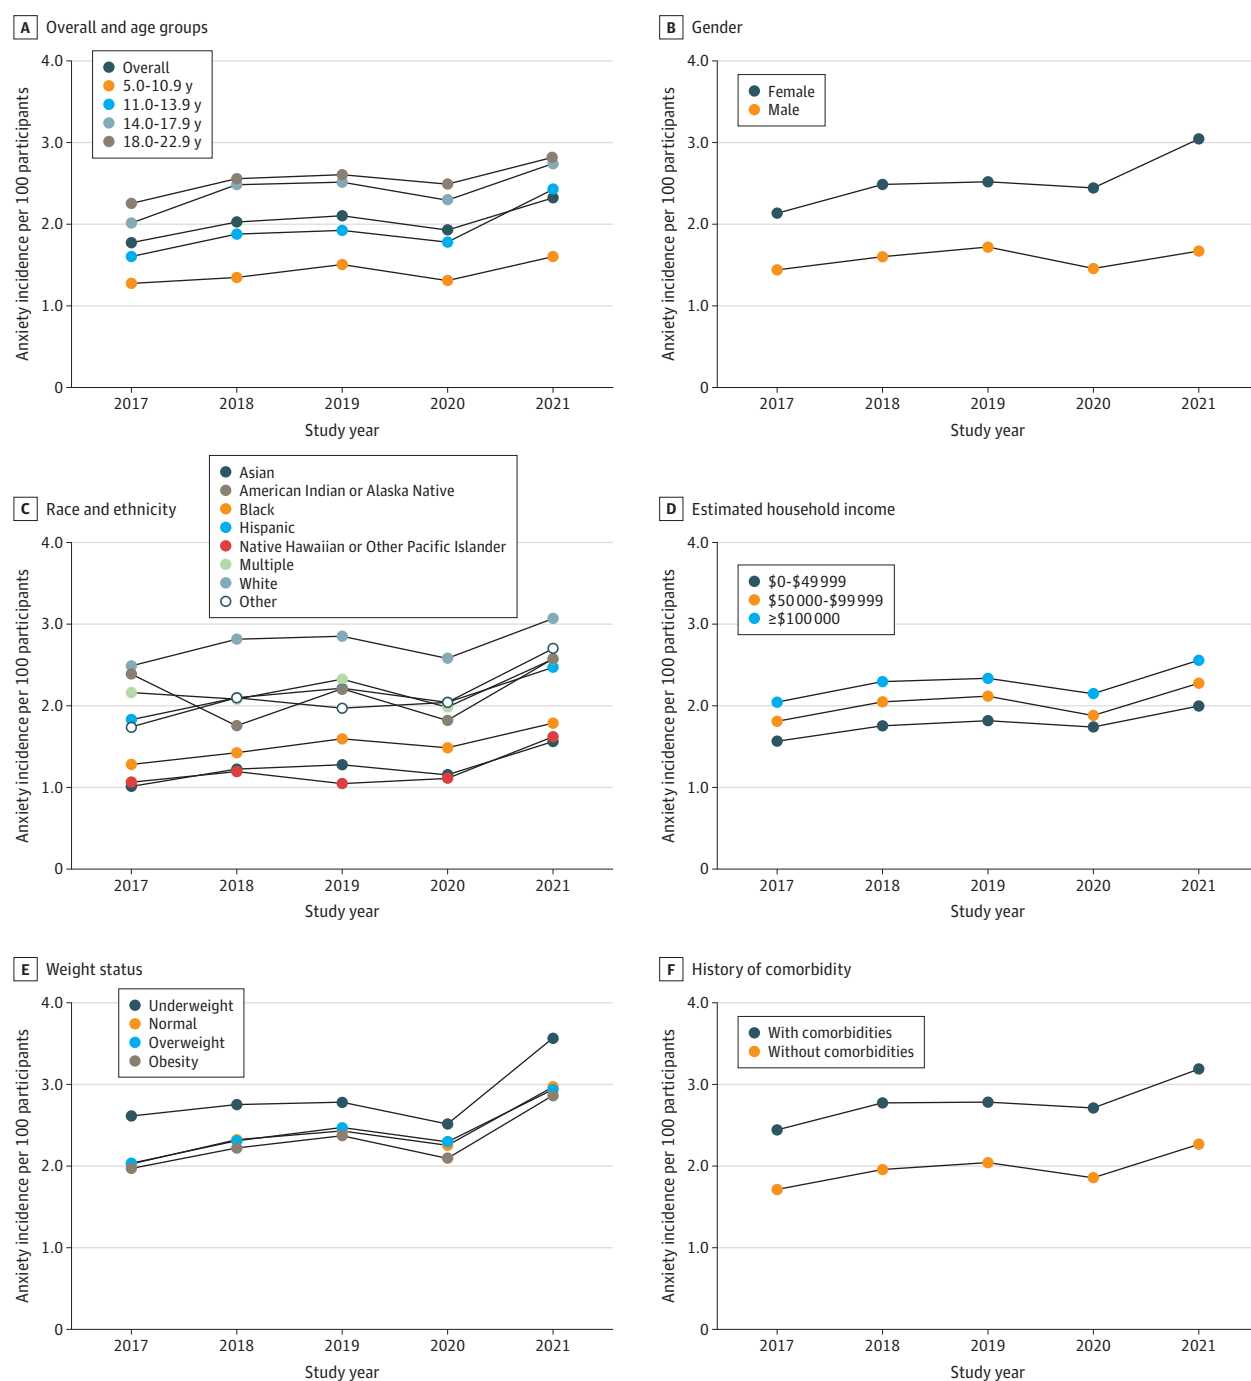 A Overall and age groups
Overall
5.0-10.9 y
11.0-13.9 y
14.0-17.9 y
18.0-22.9 y
Anxiety incidence per 100 participants
4.0
3.0
2.0
1.0
0
2017 2018 2019 2020 2021
Study year
B Gender
Female
Male
Anxiety incidence per 100 participants
4.0
3.0
2.0
1.0
0
2017 2018 2019 2020 2021
Study year
C Race and ethnicity
Asian
American Indian or Alaska Native
Black
Hispanic
Native Hawaiian or Other Pacific Islander
Multiple
White
Other
Anxiety incidence per 100 participants
4.0
3.0
2.0
1.0
0
2017 2018 2019 2020 2021
Study year
D Estimated household income
$0-$49 999
$50 000-$99 999
≥$100 000
Anxiety incidence per 100 participants
4.0
3.0
2.0
1.0
0
2017 2018 2019 2020 2021
Study year
E Weight status
Underweight
Normal
Overweight
Obesity
Anxiety incidence per 100 participants
4.0
3.0
2.0
1.0
0
2017 2018 2019 2020 2021
Study year
F History of comorbidity
With comorbidities
Without comorbidities
Anxiety incidence per 100 participants
4.0
3.0
2.0
1.0
0
2017 2018 2019 2020 2021
Study year